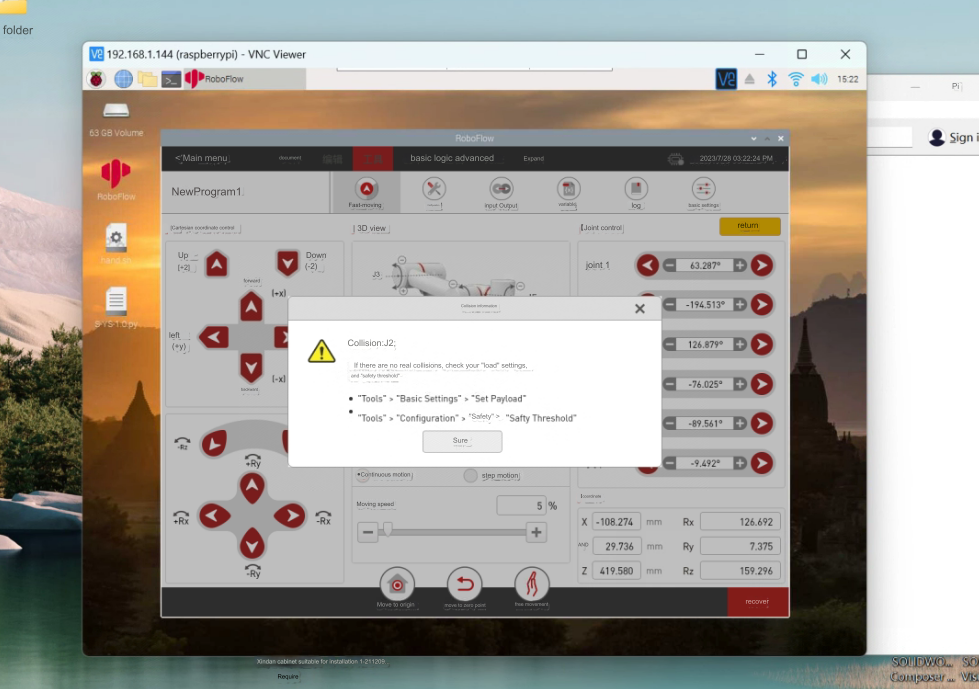 folder
192.168.1.144 (raspberrypi) - VNC Viewer
RoboFlow
15:22
Pi
Sign i
63 GB Volume
RoboFlow
RoboFlow
<Main menu
document
编辑
工具
basic logic advanced
Expand
2023/7/28 03:22:24 PM
NewProgram1.
Fast-moving
input Output
variable
log
basic settings
Cartesian coordinate control
3D view
Joint control
return
Up
(+z)
Down
(-z)
forward
(+x)
left
(+y)
(-x)
J3
joint 1
63.287°
-194.513°
126.879°
-76.025°
-89.561°
-9.492°
Collision information
Collision:J2;
If there are no real collisions, check your "load" settings,
and "safety threshold"
• "Tools" > "Basic Settings" > "Set Payload"
• "Tools" > "Configuration" > "Safety" > "Safty Threshold"
Sure
-Rz
+Ry
+Rx
-Rx
-Ry
Continuous motion
step motion
Moving speed
5 %
Coordinate
X -108.274 mm Rx 126.692
AND 29.736 mm Ry 7.375
Z 419.580 mm Rz 159.296
Move to origin
move to zero point
free movement
recover
Xindan cabinet suitable for installation 1-211209
Require
SOLIDWO... SO
Composer ... Vis